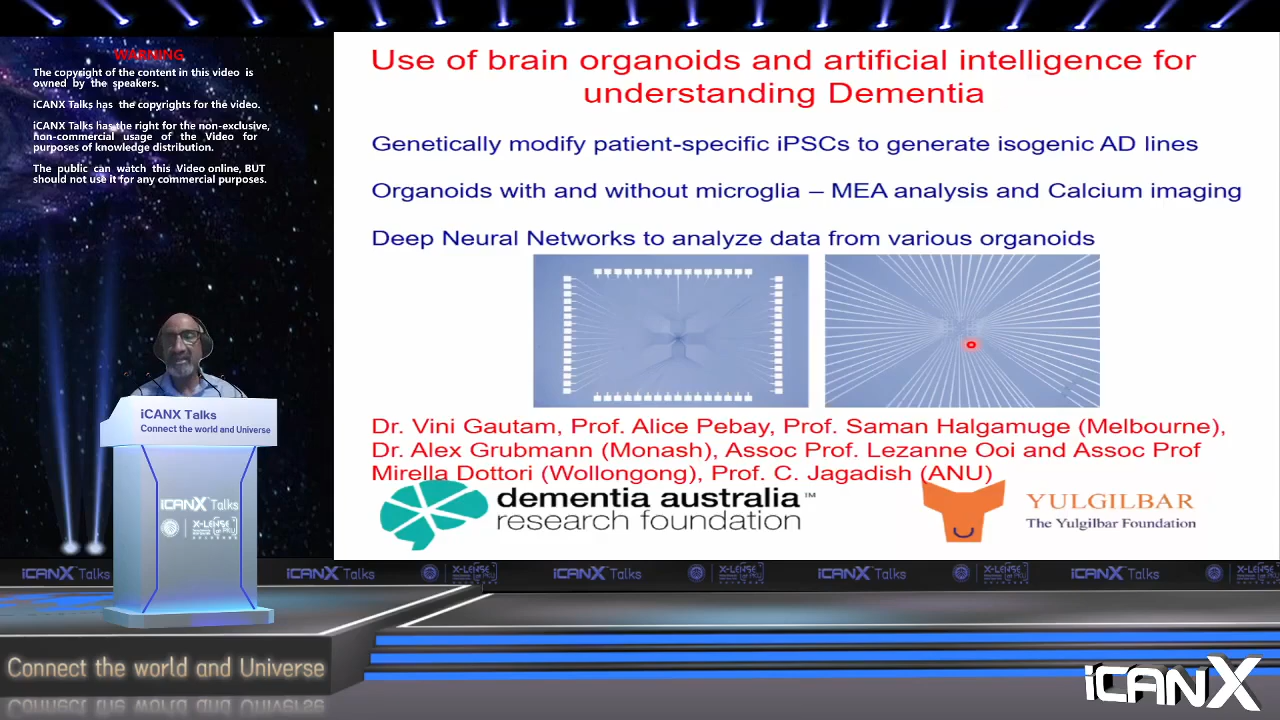 WARNING
The copyright of the content in this video is
owned by the speakers.
iCANX Talks has the copyrights for the video.
iCANX Talks has the right for the non-exclusive,
non-commercial usage of the Video for
purposes of knowledge distribution.
The public can watch this Video online, BUT
should not use it for any commercial purposes.
Use of brain organoids and artificial intelligence for
understanding Dementia
Genetically modify patient-specific iPSCs to generate isogenic AD lines
Organoids with and without microglia – MEA analysis and Calcium imaging
Deep Neural Networks to analyze data from various organoids
Dr. Vini Gautam, Prof. Alice Pebay, Prof. Saman Halgamuge (Melbourne),
Dr. Alex Grubmann (Monash), Assoc Prof. Lezanne Ooi and Assoc Prof
Mirella Dottori (Wollongong), Prof. C. Jagadish (ANU)
dementia australia™
research foundation
YULGILBAR
The Yulgilbar Foundation
iCANX Talks
Connect the world and Universe
iCANX Talks
X-LENSE
iCANX Talks
X-LENSE
iCANX Talks
X-LENSE
iCANX Talks
X-LENSE
iCANX Talks
X-LENSE
Connect the world and Universe
iCANX